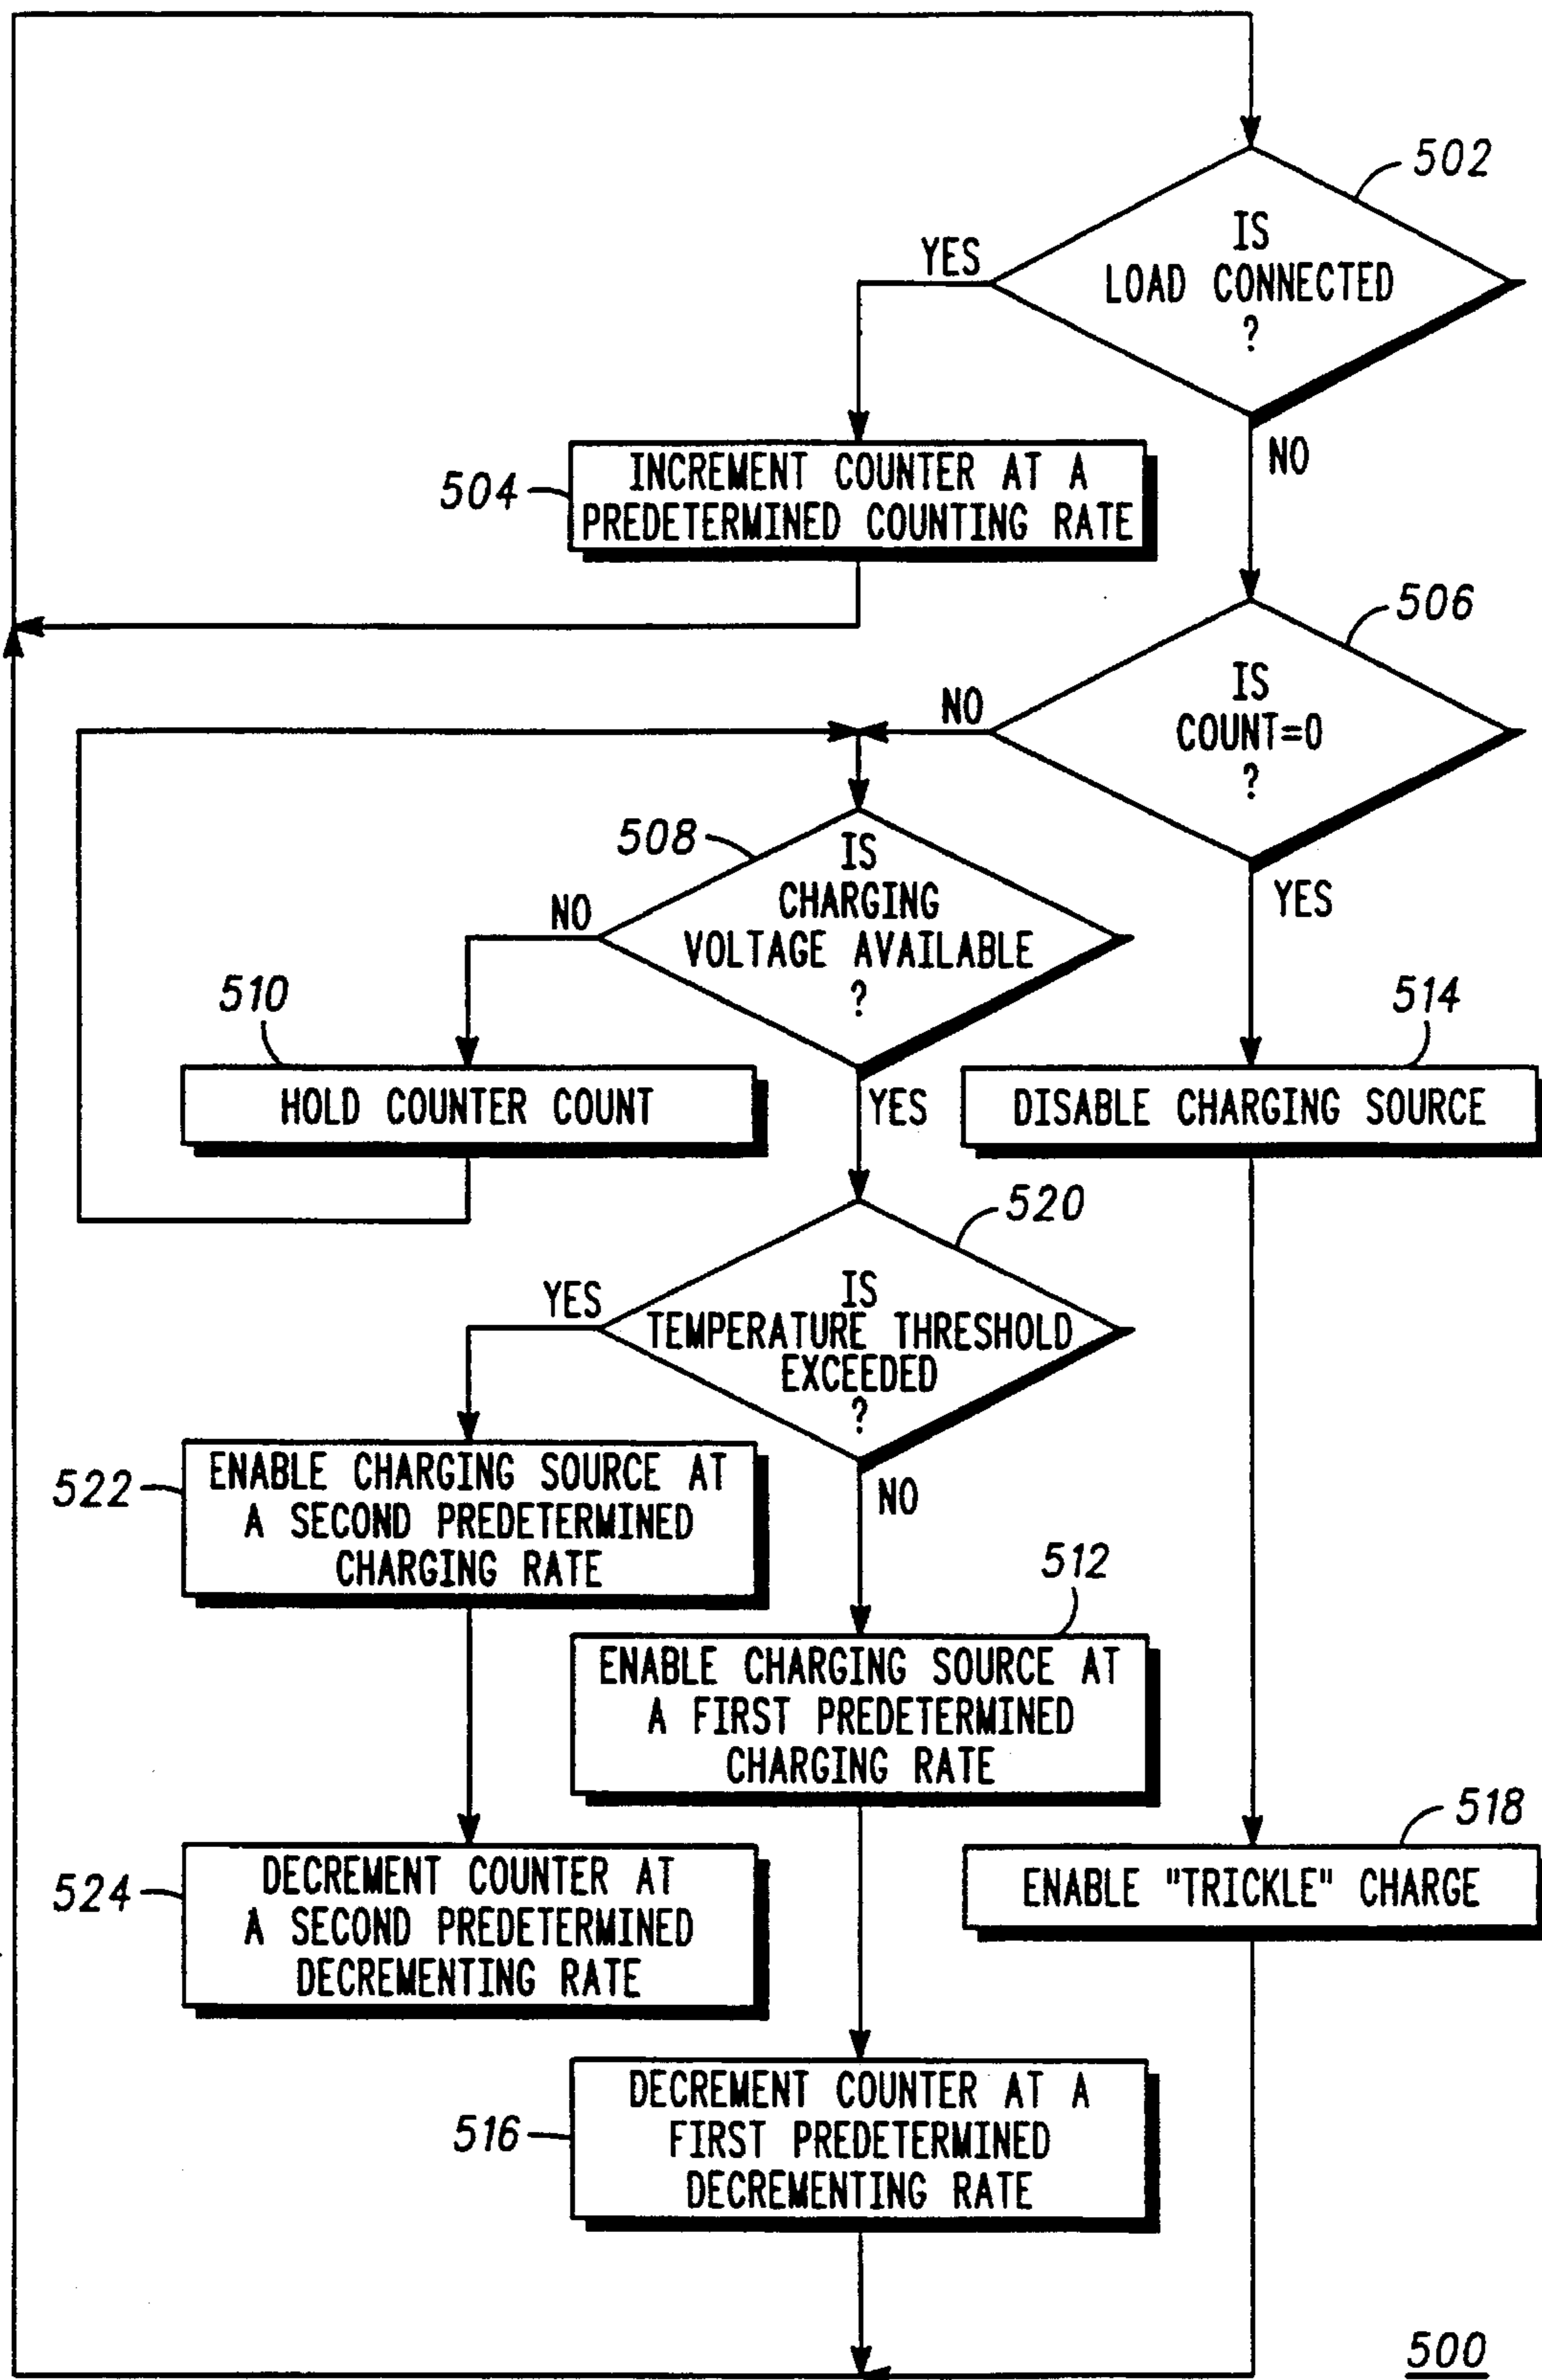 502
IS
LOAD CONNECTED
?
YES
NO
504
INCREMENT COUNTER AT A
PREDETERMINED COUNTING RATE
506
IS
COUNT=0
?
NO
YES
508
IS
CHARGING
VOLTAGE AVAILABLE
?
NO
YES
510
HOLD COUNTER COUNT
514
DISABLE CHARGING SOURCE
520
IS
TEMPERATURE THRESHOLD
EXCEEDED
?
YES
NO
522
ENABLE CHARGING SOURCE AT
A SECOND PREDETERMINED
CHARGING RATE
512
ENABLE CHARGING SOURCE AT
A FIRST PREDETERMINED
CHARGING RATE
518
ENABLE "TRICKLE" CHARGE
524
DECREMENT COUNTER AT
A SECOND PREDETERMINED
DECREMENTING RATE
516
DECREMENT COUNTER AT A
FIRST PREDETERMINED
DECREMENTING RATE
500